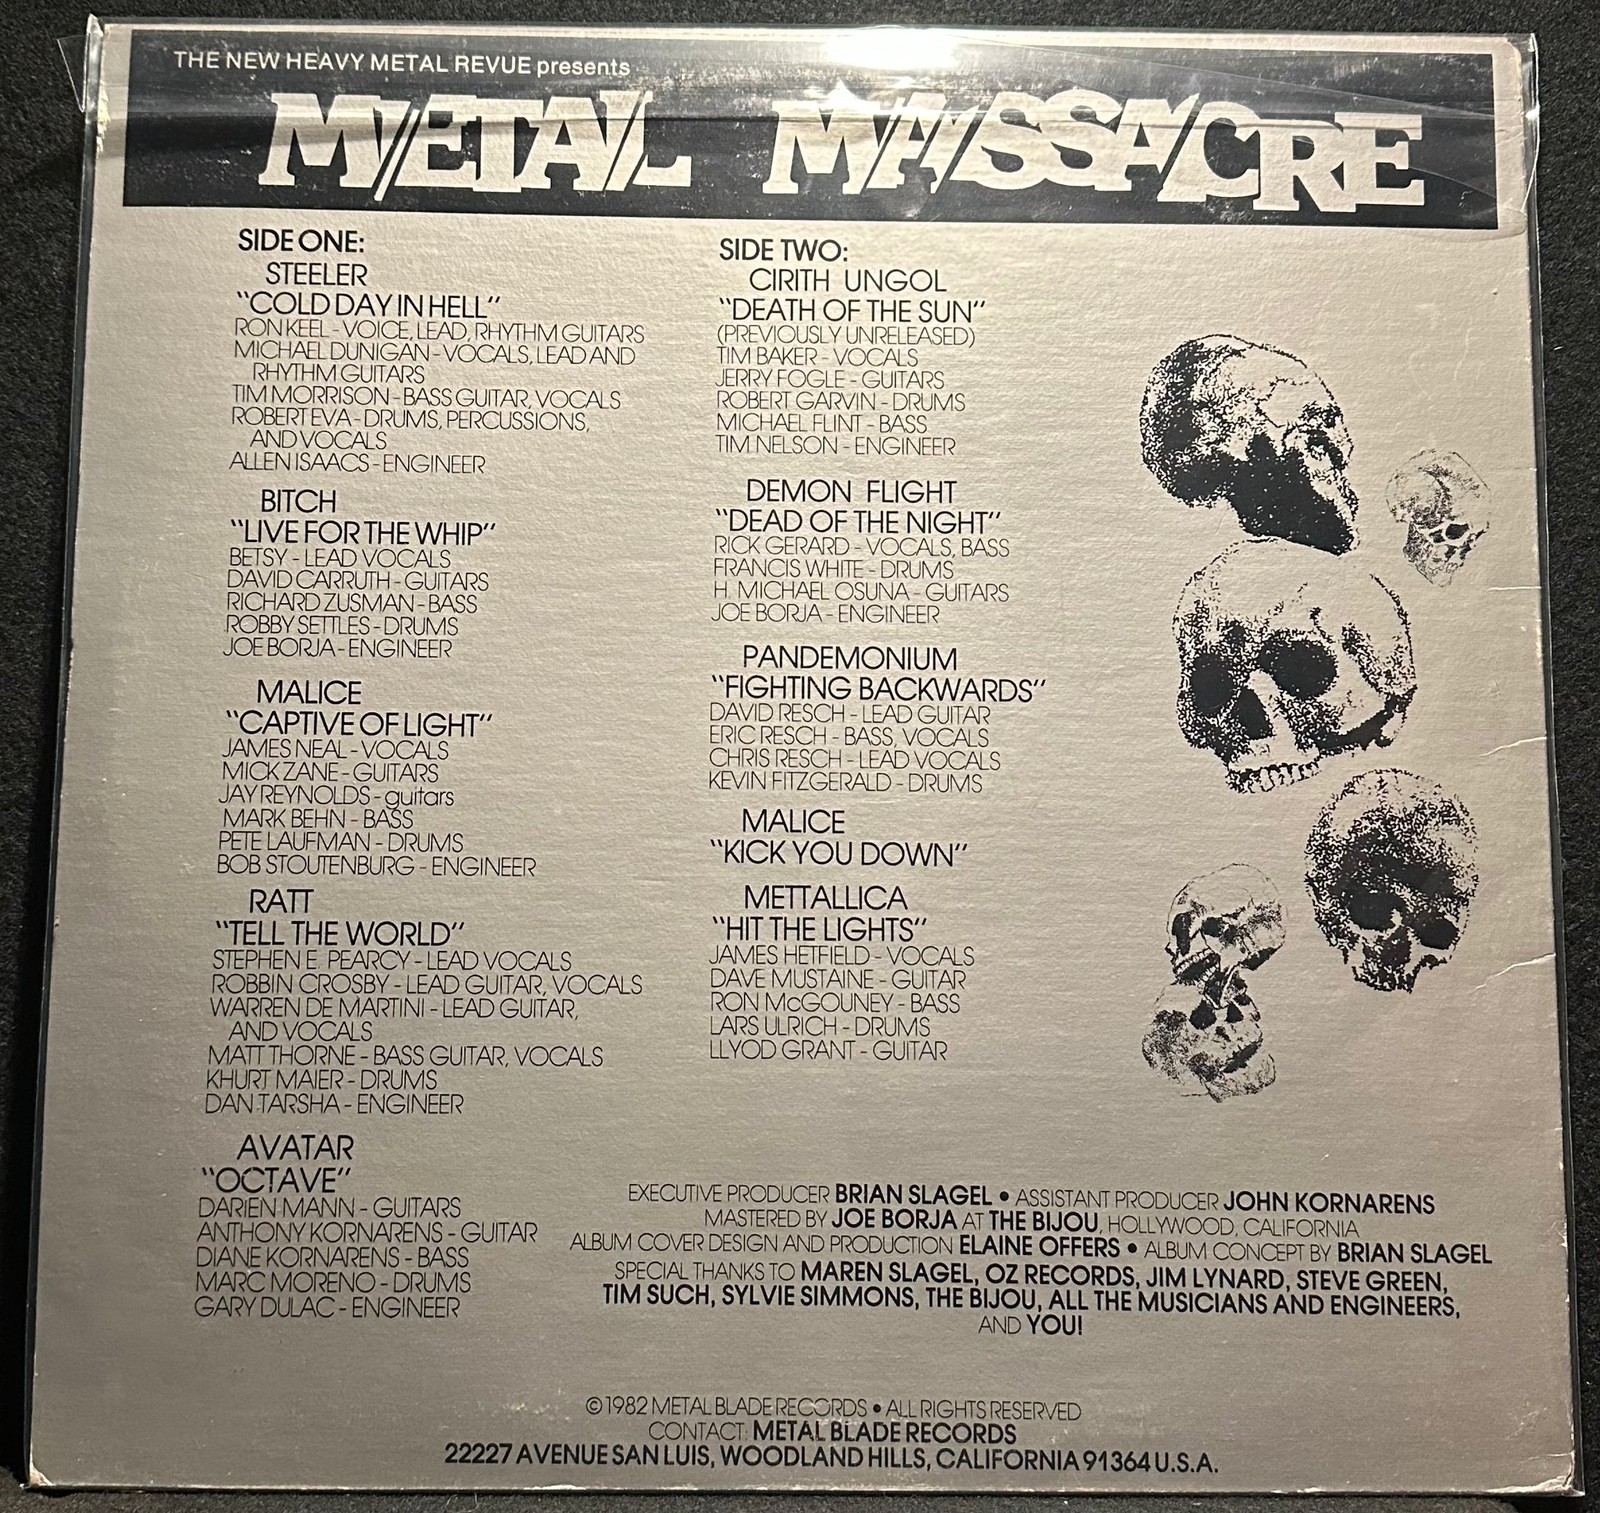 THE NEW HEAVY METAL REVUE presents
METAL MASSACRE
SIDE ONE:
STEELER
"COLD DAY IN HELL"
RON KEEL - VOICE, LEAD, RHYTHM GUITARS
MICHAEL DUNIGAN - VOCALS, LEAD AND
RHYTHM GUITARS
TIM MORRISON - BASS GUITAR, VOCALS
ROBERT EVA - DRUMS, PERCUSSIONS,
AND VOCALS
ALLEN ISAACS - ENGINEER
BITCH
"LIVE FOR THE WHIP"
BETSY - LEAD VOCALS
DAVID CARRUTH - GUITARS
RICHARD ZUSMAN - BASS
ROBBY SETTLES - DRUMS
JOE BORJA - ENGINEER
MALICE
"CAPTIVE OF LIGHT"
JAMES NEAL - VOCALS
MICK ZANE - GUITARS
JAY REYNOLDS - guitars
MARK BEHN - BASS
PETE LAUFMAN - DRUMS
BOB STOUTENBURG - ENGINEER
RATT
"TELL THE WORLD"
STEPHEN E. PEARCY - LEAD VOCALS
ROBBIN CROSBY - LEAD GUITAR, VOCALS
WARREN DE MARTINI - LEAD GUITAR,
AND VOCALS
MATT THORNE - BASS GUITAR, VOCALS
KHURT MAIER - DRUMS
DAN TARSHA - ENGINEER
AVATAR
"OCTAVE"
DARIEN MANN - GUITARS
ANTHONY KORNARENS - GUITAR
DIANE KORNARENS - BASS
MARC MORENO - DRUMS
GARY DULAC - ENGINEER
SIDE TWO:
CIRITH UNGOL
"DEATH OF THE SUN"
(PREVIOUSLY UNRELEASED)
TIM BAKER - VOCALS
JERRY FOGLE - GUITARS
ROBERT GARVIN - DRUMS
MICHAEL FLINT - BASS
TIM NELSON - ENGINEER
DEMON FLIGHT
"DEAD OF THE NIGHT"
RICK GERARD - VOCALS, BASS
FRANCIS WHITE - DRUMS
H. MICHAEL OSUNA - GUITARS
JOE BORJA - ENGINEER
PANDEMONIUM
"FIGHTING BACKWARDS"
DAVID RESCH - LEAD GUITAR
ERIC RESCH - BASS, VOCALS
CHRIS RESCH - LEAD VOCALS
KEVIN FITZGERALD - DRUMS
MALICE
"KICK YOU DOWN"
METTALLICA
"HIT THE LIGHTS"
JAMES HETFIELD - VOCALS
DAVE MUSTAINE - GUITAR
RON McGOUNEY - BASS
LARS ULRICH - DRUMS
LLYOD GRANT - GUITAR
EXECUTIVE PRODUCER BRIAN SLAGEL • ASSISTANT PRODUCER JOHN KORNARENS
MASTERED BY JOE BORJA AT THE BIJOU, HOLLYWOOD, CALIFORNIA
ALBUM COVER DESIGN AND PRODUCTION ELAINE OFFERS • ALBUM CONCEPT BY BRIAN SLAGEL
SPECIAL THANKS TO MAREN SLAGEL, OZ RECORDS, JIM LYNARD, STEVE GREEN,
TIM SUCH, SYLVIE SIMMONS, THE BIJOU, ALL THE MUSICIANS AND ENGINEERS,
AND YOU!
©1982 METAL BLADE RECORDS • ALL RIGHTS RESERVED
CONTACT: METAL BLADE RECORDS
22227 AVENUE SAN LUIS, WOODLAND HILLS, CALIFORNIA 91364 U.S.A.